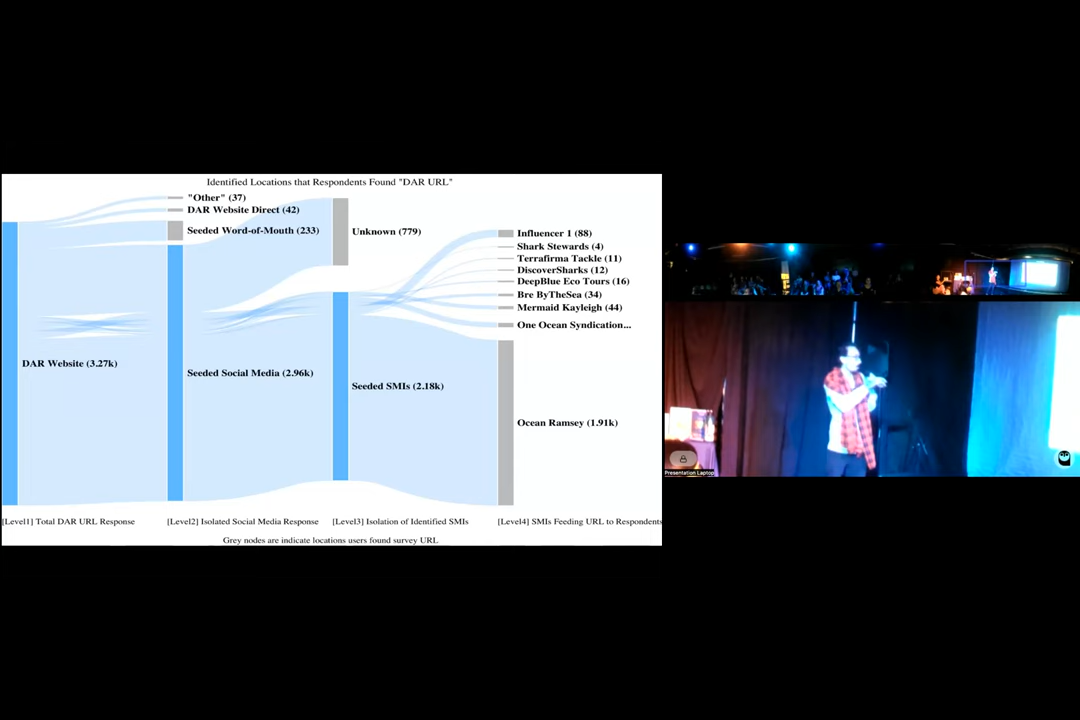 Identified Locations that Respondents Found "DAR URL"
"Other" (37)
DAR Website Direct (42)
Seeded Word-of-Mouth (233)
Unknown (779)
Influencer 1 (88)
Shark Stewards (4)
Terrafirma Tackle (11)
DiscoverSharks (12)
DeepBlue Eco Tours (16)
Bre ByTheSea (34)
Mermaid Kayleigh (44)
One Ocean Syndication...
DAR Website (3.27k)
Seeded Social Media (2.96k)
Seeded SMIs (2.18k)
Ocean Ramsey (1.91k)
[Level1] Total DAR URL Response
[Level2] Isolated Social Media Response
[Level3] Isolation of Identified SMIs
[Level4] SMIs Feeding URL to Respondents
Grey nodes are indicate locations users found survey URL
Presentation Laptop